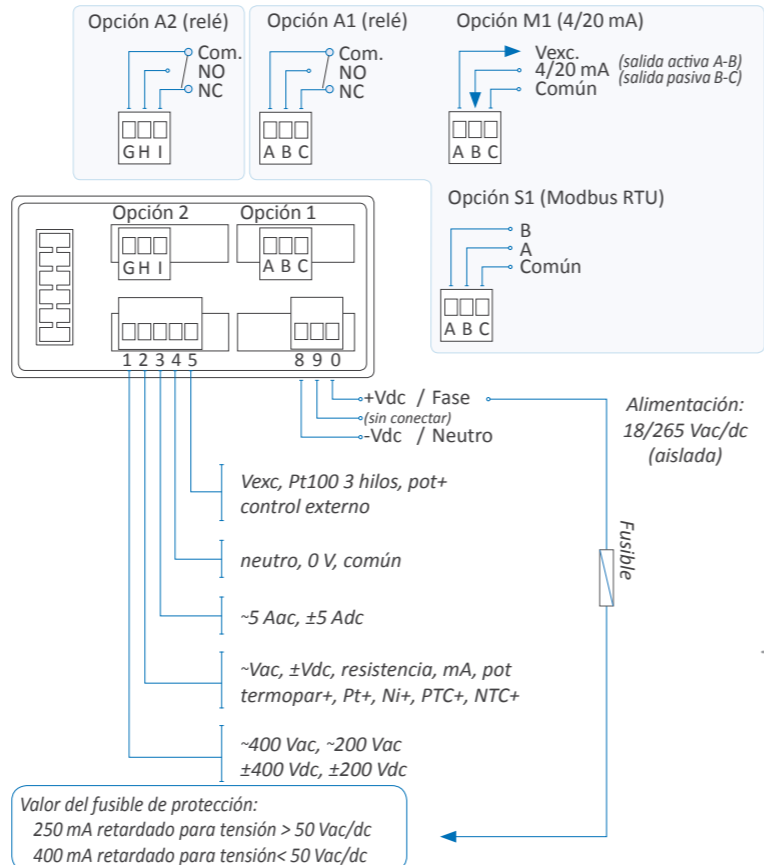 Opción A2 (relé)
Com.
NO
NC
G H I
Opción A1 (relé)
Com.
NO
NC
A B C
Opción M1 (4/20 mA)
Vexc.
4/20 mA (salida activa A-B)
(salida pasiva B-C)
Común
A B C
Opción S1 (Modbus RTU)
B
A
Común
A B C
Opción 2
Opción 1
G H I
A B C
1 2 3 4 5
8 9 0
+Vdc / Fase
(sin conectar)
-Vdc / Neutro
Alimentación:
18/265 Vac/dc
(aislada)
Fusible
Vexc, Pt100 3 hilos, pot+
control externo
neutro, 0 V, común
~5 Aac, ±5 Adc
~Vac, ±Vdc, resistencia, mA, pot
termopar+, Pt+, Ni+, PTC+, NTC+
~400 Vac, ~200 Vac
±400 Vdc, ±200 Vdc
Valor del fusible de protección:
250 mA retardado para tensión > 50 Vac/dc
400 mA retardado para tensión< 50 Vac/dc